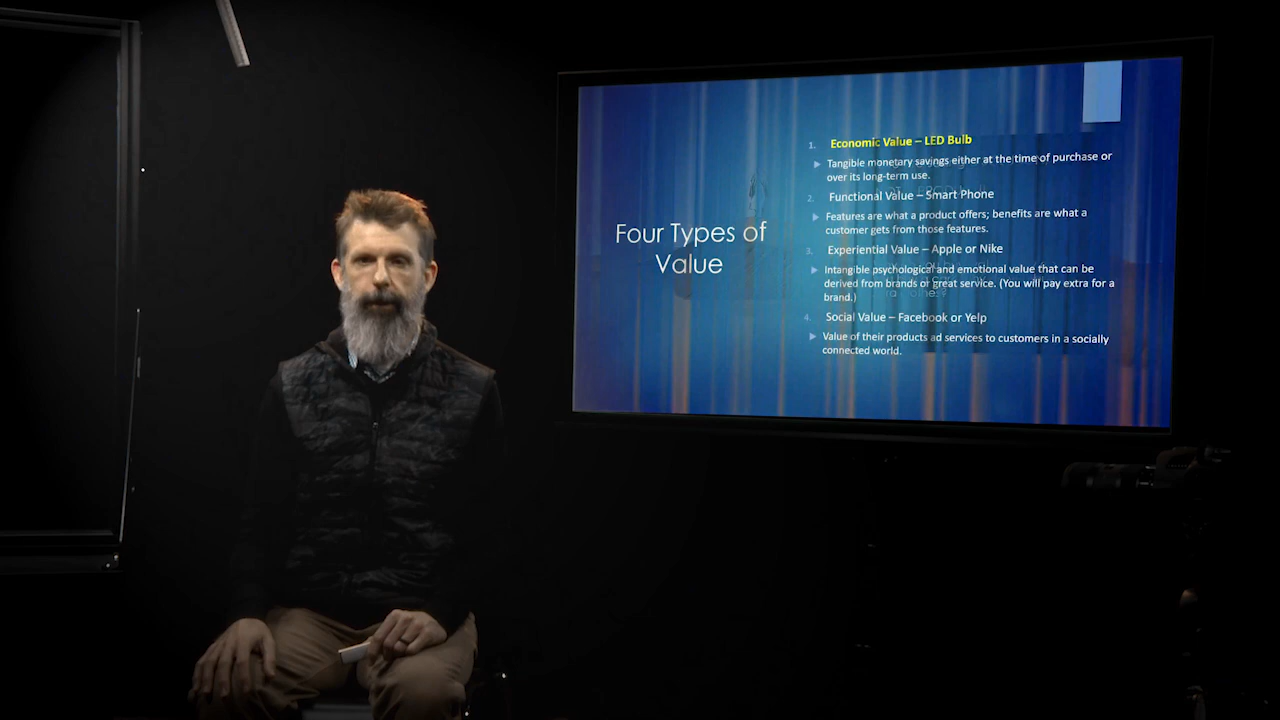 Four Types of
Value
1. Economic Value – LED Bulb
Tangible monetary savings either at the time of purchase or
over its long-term use.
2. Functional Value – Smart Phone
Features are what a product offers; benefits are what a
customer gets from those features.
3. Experiential Value – Apple or Nike
Intangible psychological and emotional value that can be
derived from brands or great service. (You will pay extra for a
brand.)
4. Social Value – Facebook or Yelp
Value of their products ad services to customers in a socially
connected world.